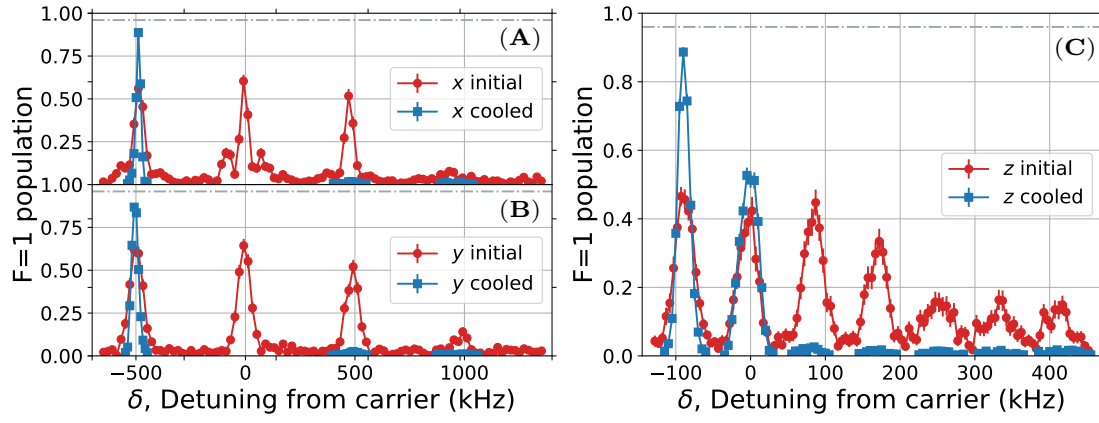 1.00
0.75
0.50
0.25
1.00
0.75
0.50
0.25
0.00
F=1 population
(A)
x initial
x cooled
(B)
y initial
y cooled
−500 0 500 1000
δ, Detuning from carrier (kHz)
1.0
0.8
0.6
0.4
0.2
0.0
F=1 population
(C)
z initial
z cooled
−100 0 100 200 300 400
δ, Detuning from carrier (kHz)